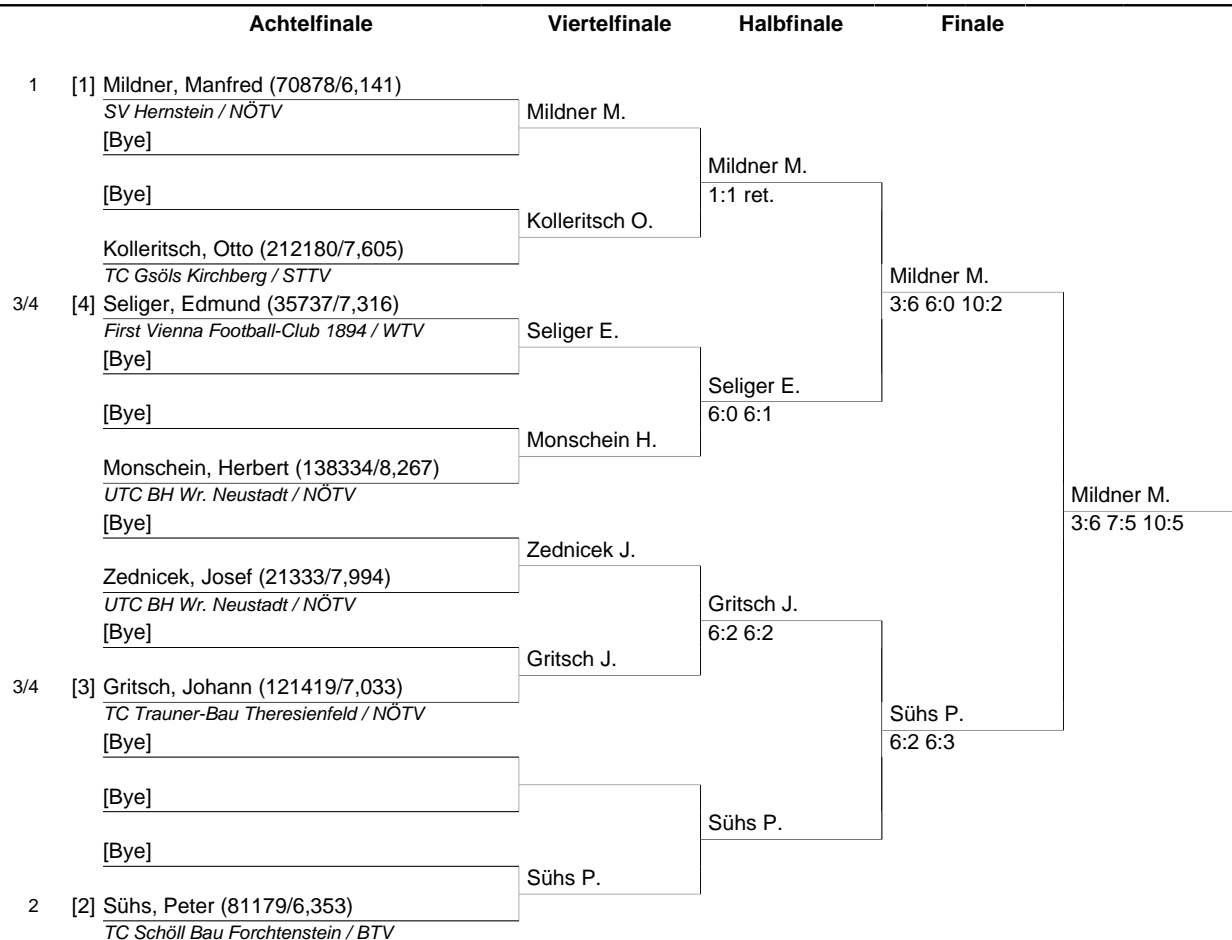 Achtelfinale Viertelfinale Halbfinale Finale
1 [1] Mildner, Manfred (70878/6,141)
SV Hernstein / NÖTV Mildner M.
[Bye]
Mildner M.
[Bye] 1:1 ret.
Kolleritsch O.
Kolleritsch, Otto (212180/7,605)
TC Gsöls Kirchberg / STTV Mildner M.
3/4 [4] Seliger, Edmund (35737/7,316) 3:6 6:0 10:2
First Vienna Football-Club 1894 / WTV Seliger E.
[Bye]
Seliger E.
[Bye] 6:0 6:1
Monschein H.
Monschein, Herbert (138334/8,267)
UTC BH Wr. Neustadt / NÖTV Mildner M.
[Bye] 3:6 7:5 10:5
Zednicek J.
Zednicek, Josef (21333/7,994)
UTC BH Wr. Neustadt / NÖTV Gritsch J.
[Bye] 6:2 6:2
Gritsch J.
3/4 [3] Gritsch, Johann (121419/7,033)
TC Trauner-Bau Theresienfeld / NÖTV Sühs P.
[Bye] 6:2 6:3
[Bye]
Sühs P.
[Bye]
Sühs P.
2 [2] Sühs, Peter (81179/6,353)
TC Schöll Bau Forchtenstein / BTV